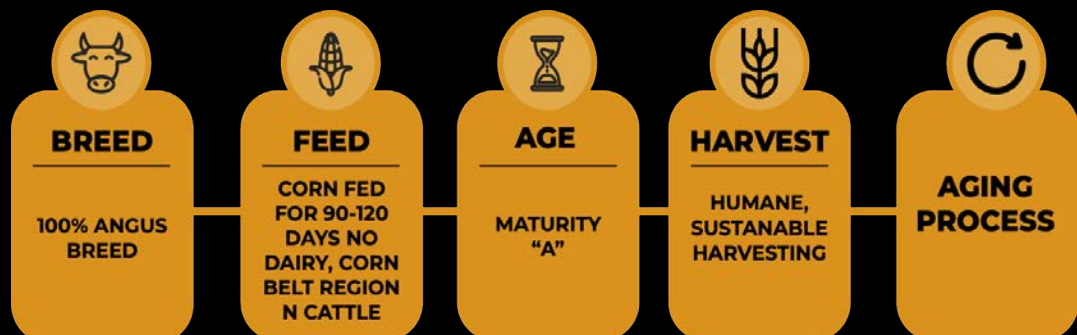 BREED
100% ANGUS
BREED
FEED
CORN FED
FOR 90-120
DAYS NO
DAIRY, CORN
BELT REGION
N CATTLE
AGE
MATURITY
“A”
HARVEST
HUMANE,
SUSTANABLE
HARVESTING
AGING
PROCESS